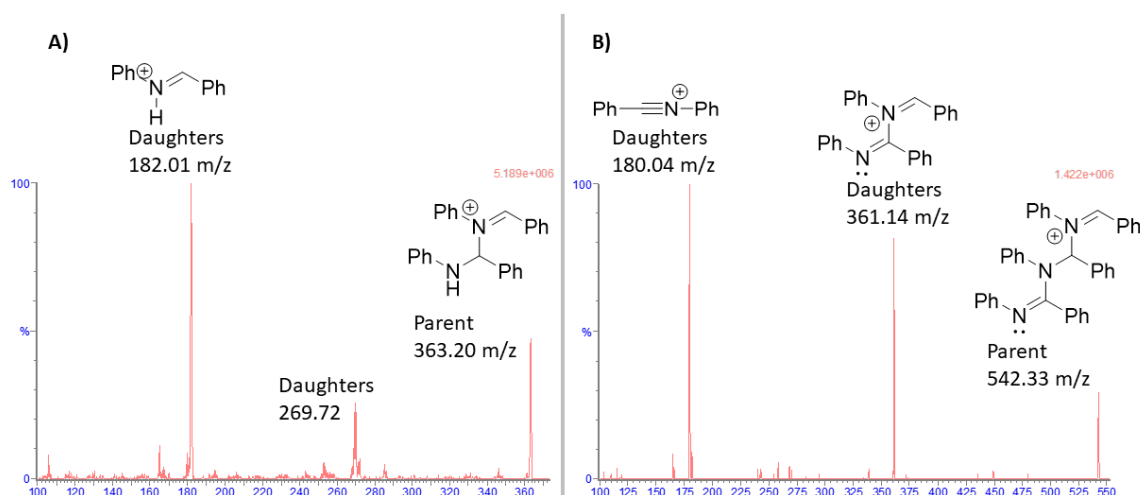 A)
Ph ⊕ N H Ph
Daughters
182.01 m/z
100
5.189e+006
Ph ⊕ N Ph
Ph N H Ph
Parent
363.20 m/z
%
Daughters
269.72
0
100 120 140 160 180 200 220 240 260 280 300 320 340 360
B)
Ph N ⊕ Ph
Daughters
180.04 m/z
100
Ph N ⊕ Ph
Ph N Ph
Daughters
361.14 m/z
1.422e+006
Ph N ⊕ Ph
Ph N Ph
Ph N Ph
Parent
542.33 m/z
%
0
100 125 150 175 200 225 250 275 300 325 350 375 400 425 450 475 500 525 550